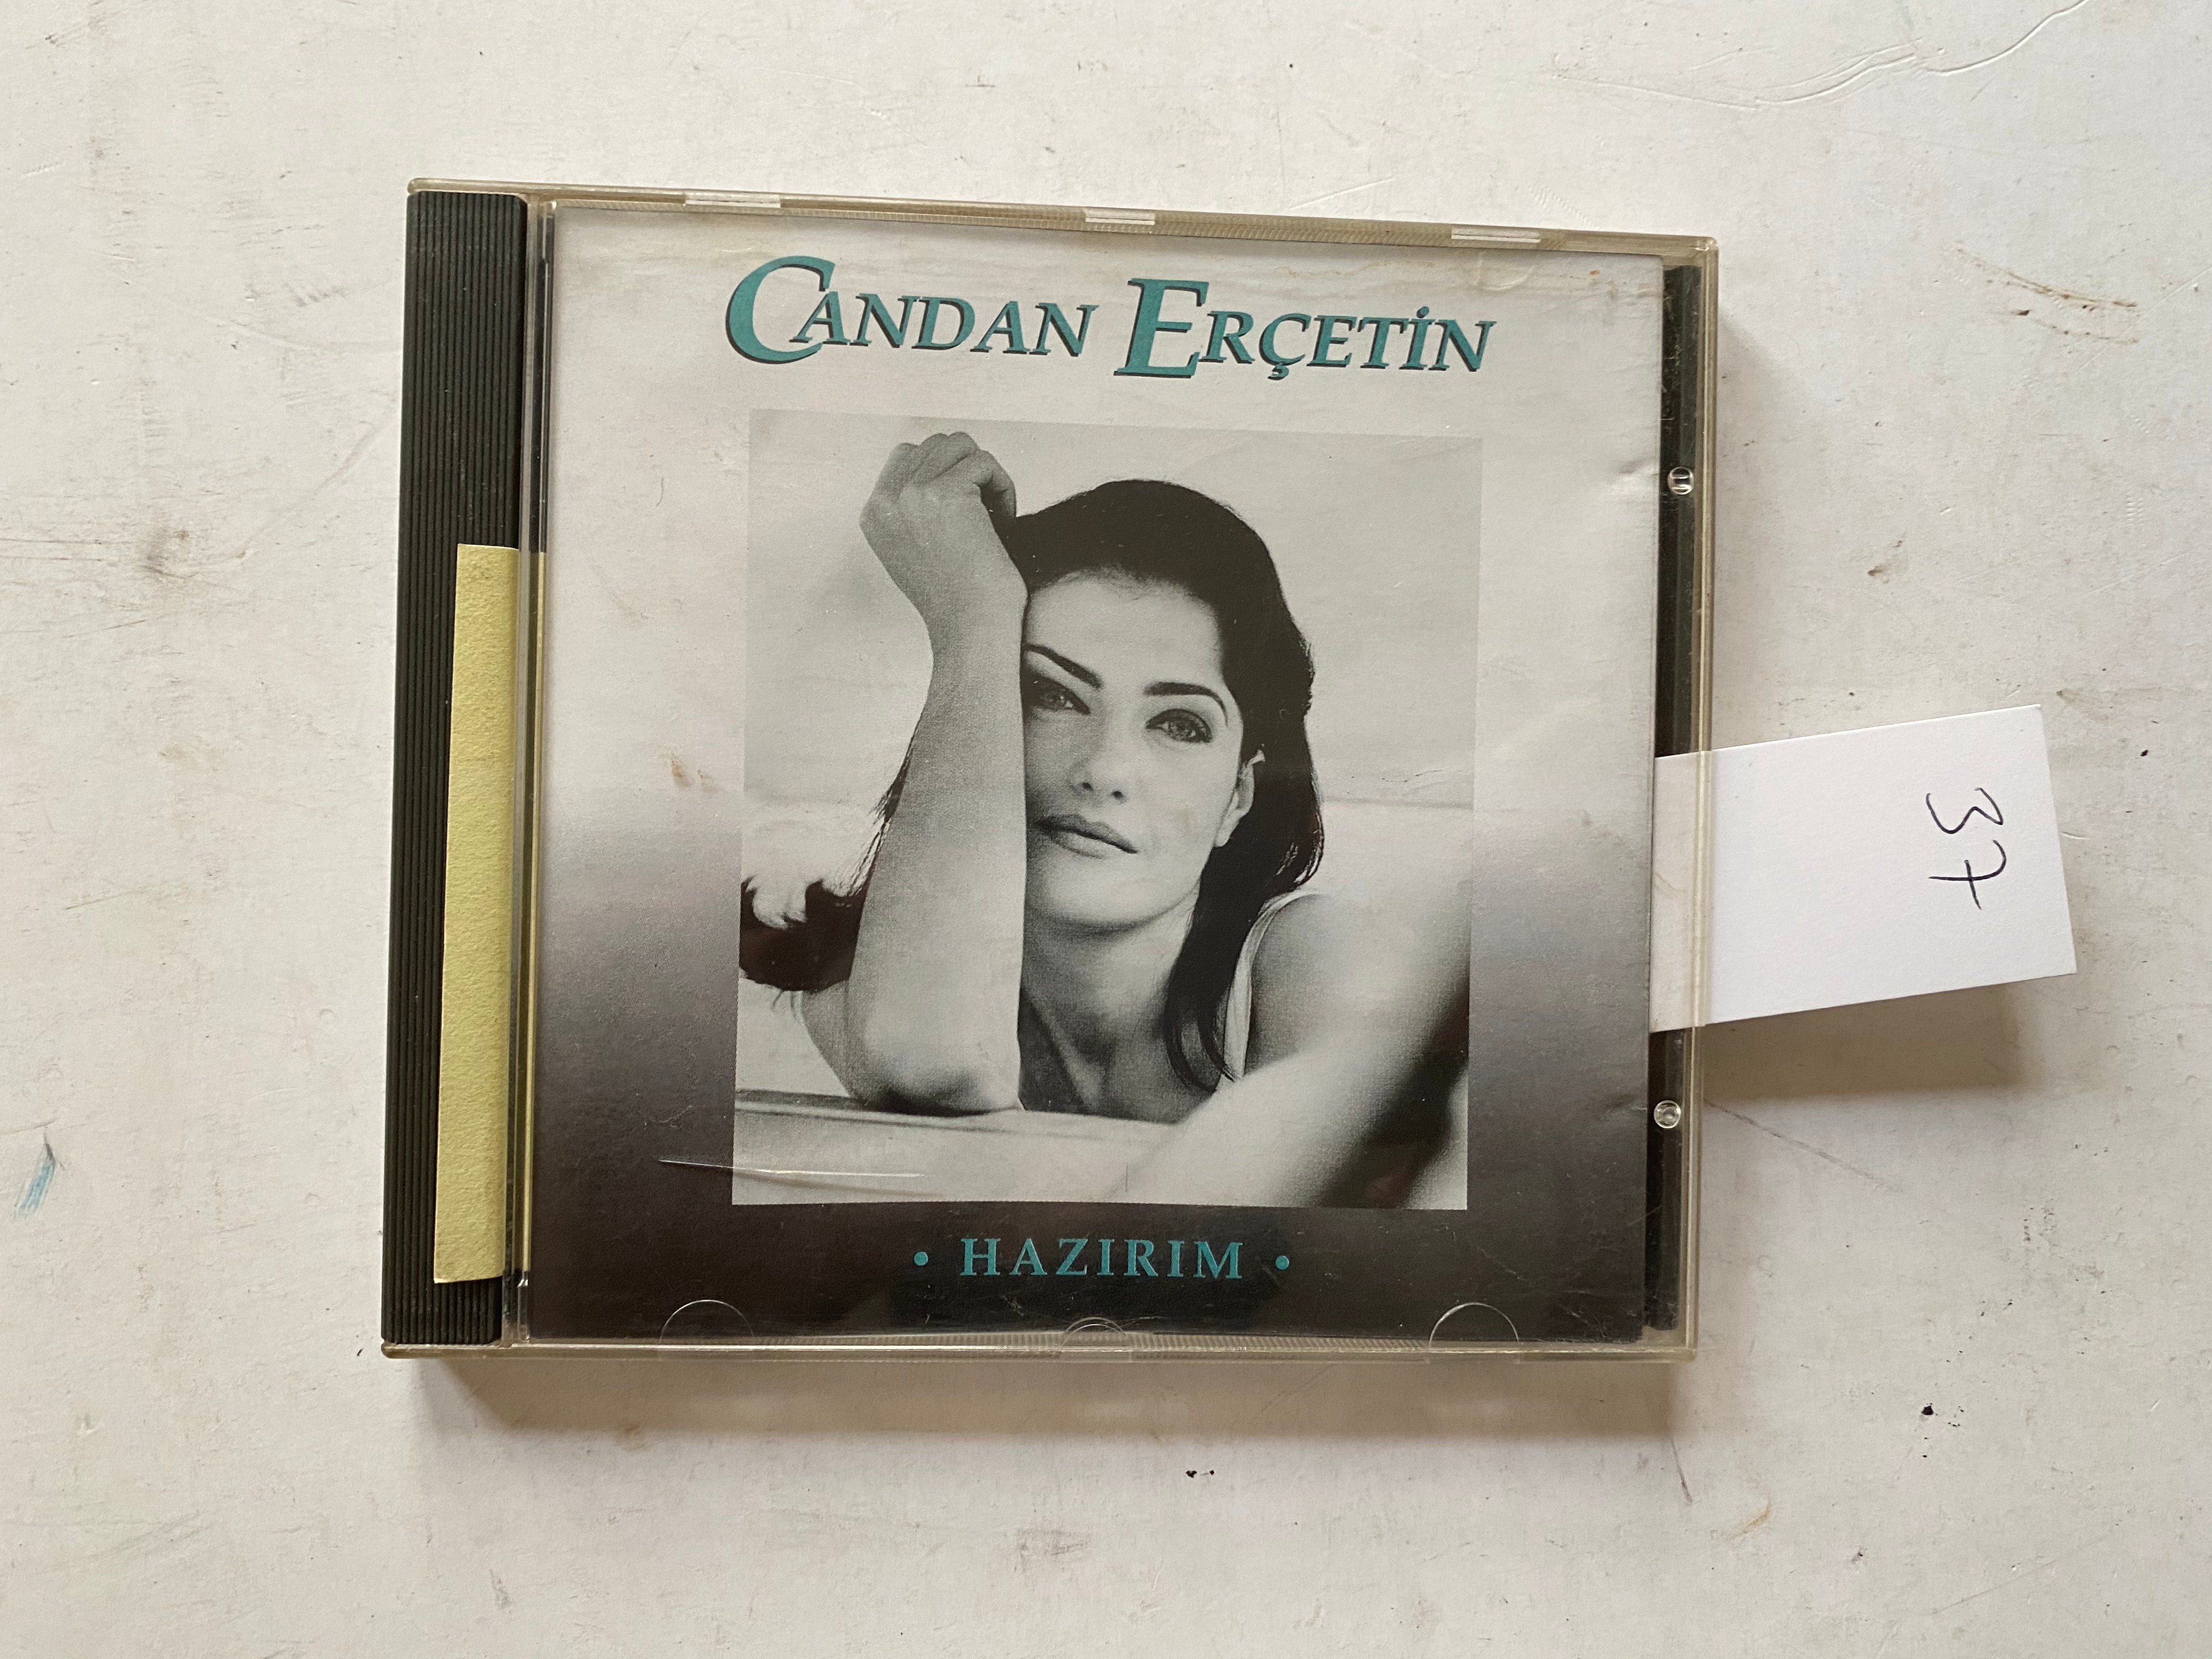 CANDAN ERÇETİN
• HAZIRIM •
37